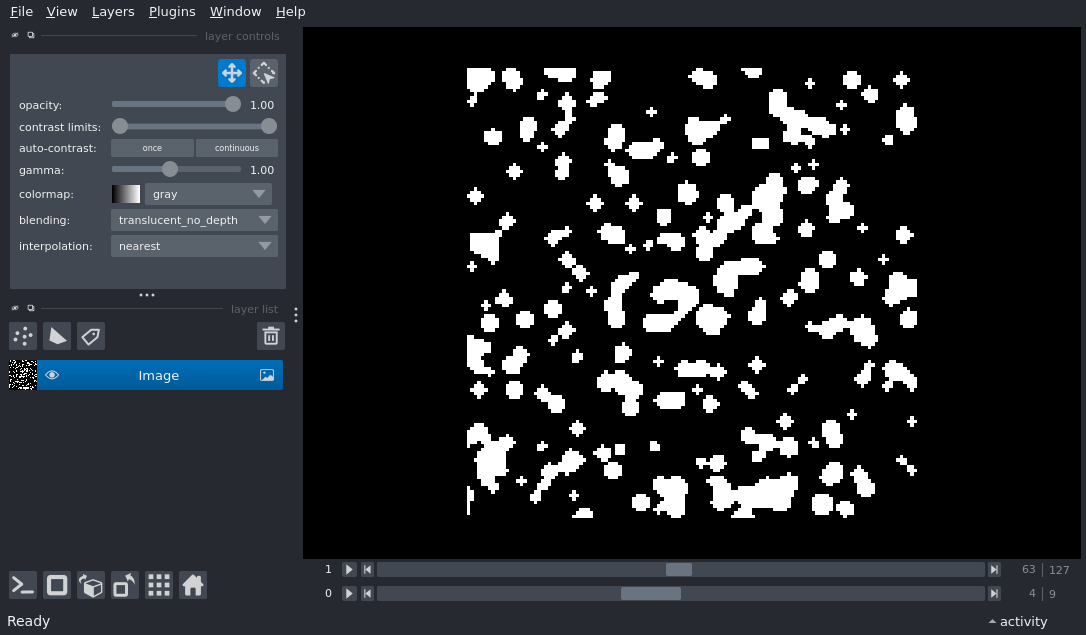 File View Layers Plugins Window Help
layer controls
opacity: 1.00
contrast limits:
auto-contrast: once continuous
gamma: 1.00
colormap: gray
blending: translucent_no_depth
interpolation: nearest
layer list
Image
1 63 127
0 4 9
Ready activity